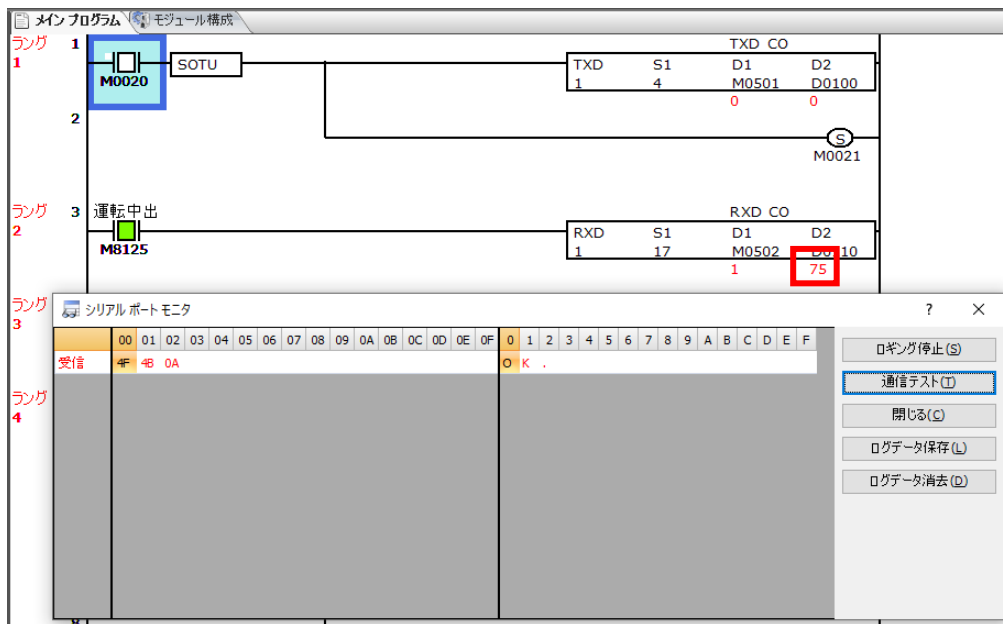 メイン プログラム モジュール構成
ラング 1 TXD CO
1 SOTU TXD S1 D1 D2
M0020 1 4 M0501 D0100
0 0
2
S
M0021
ラング 3 運転中出 RXD CO
2 RXD S1 D1 D2
M8125 1 17 M0502
1 75
ラング
3
シリアル ポート モニタ ? ×
00 01 02 03 04 05 06 07 08 09 0A 0B 0C 0D 0E 0F 0 1 2 3 4 5 6 7 8 9 A B C D E F
受信 4F 4B 0A O K .
ロギング停止(S)
通信テスト(T)
閉じる(C)
ログデータ保存(L)
ログデータ消去(D)
ラング
4